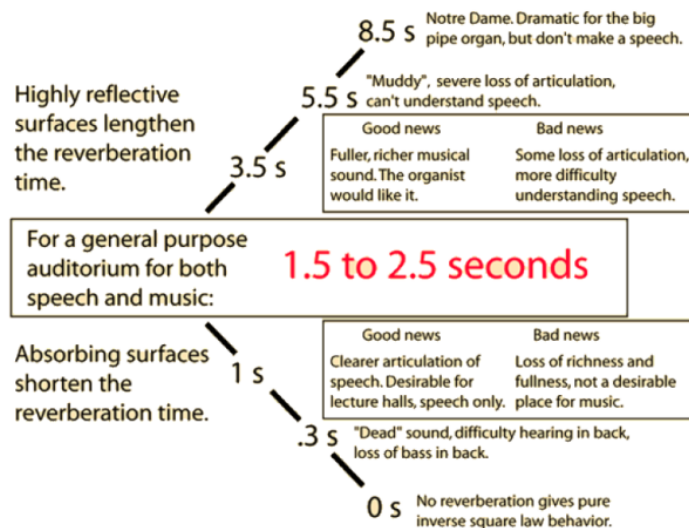 8.5 s
Notre Dame. Dramatic for the big
pipe organ, but don't make a speech.
5.5 s
"Muddy", severe loss of articulation,
can't understand speech.
Highly reflective
surfaces lengthen
the reverberation
time.
3.5 s
Good news
Fuller, richer musical
sound. The organist
would like it.
Bad news
Some loss of articulation,
more difficulty
understanding speech.
For a general purpose
auditorium for both
speech and music:
1.5 to 2.5 seconds
Absorbing surfaces
shorten the
reverberation time.
1 s
Good news
Clearer articulation of
speech. Desirable for
lecture halls, speech only.
Bad news
Loss of richness and
fullness, not a desirable
place for music.
.3 s
"Dead" sound, difficulty hearing in back,
loss of bass in back.
0 s
No reverberation gives pure
inverse square law behavior.